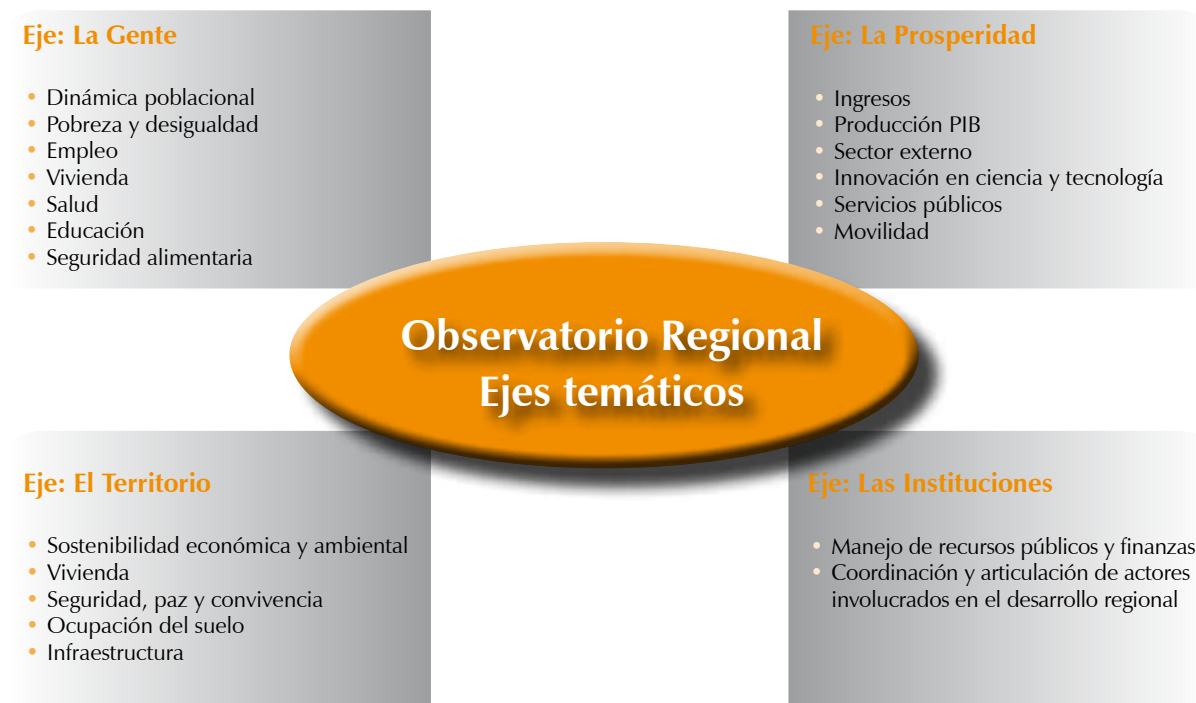 Eje: La Gente
• Dinámica poblacional
• Pobreza y desigualdad
• Empleo
• Vivienda
• Salud
• Educación
• Seguridad alimentaria
Eje: La Prosperidad
• Ingresos
• Producción PIB
• Sector externo
• Innovación en ciencia y tecnología
• Servicios públicos
• Movilidad
Observatorio Regional
Ejes temáticos
Eje: El Territorio
• Sostenibilidad económica y ambiental
• Vivienda
• Seguridad, paz y convivencia
• Ocupación del suelo
• Infraestructura
Eje: Las Instituciones
• Manejo de recursos públicos y finanzas
• Coordinación y articulación de actores
involucrados en el desarrollo regional